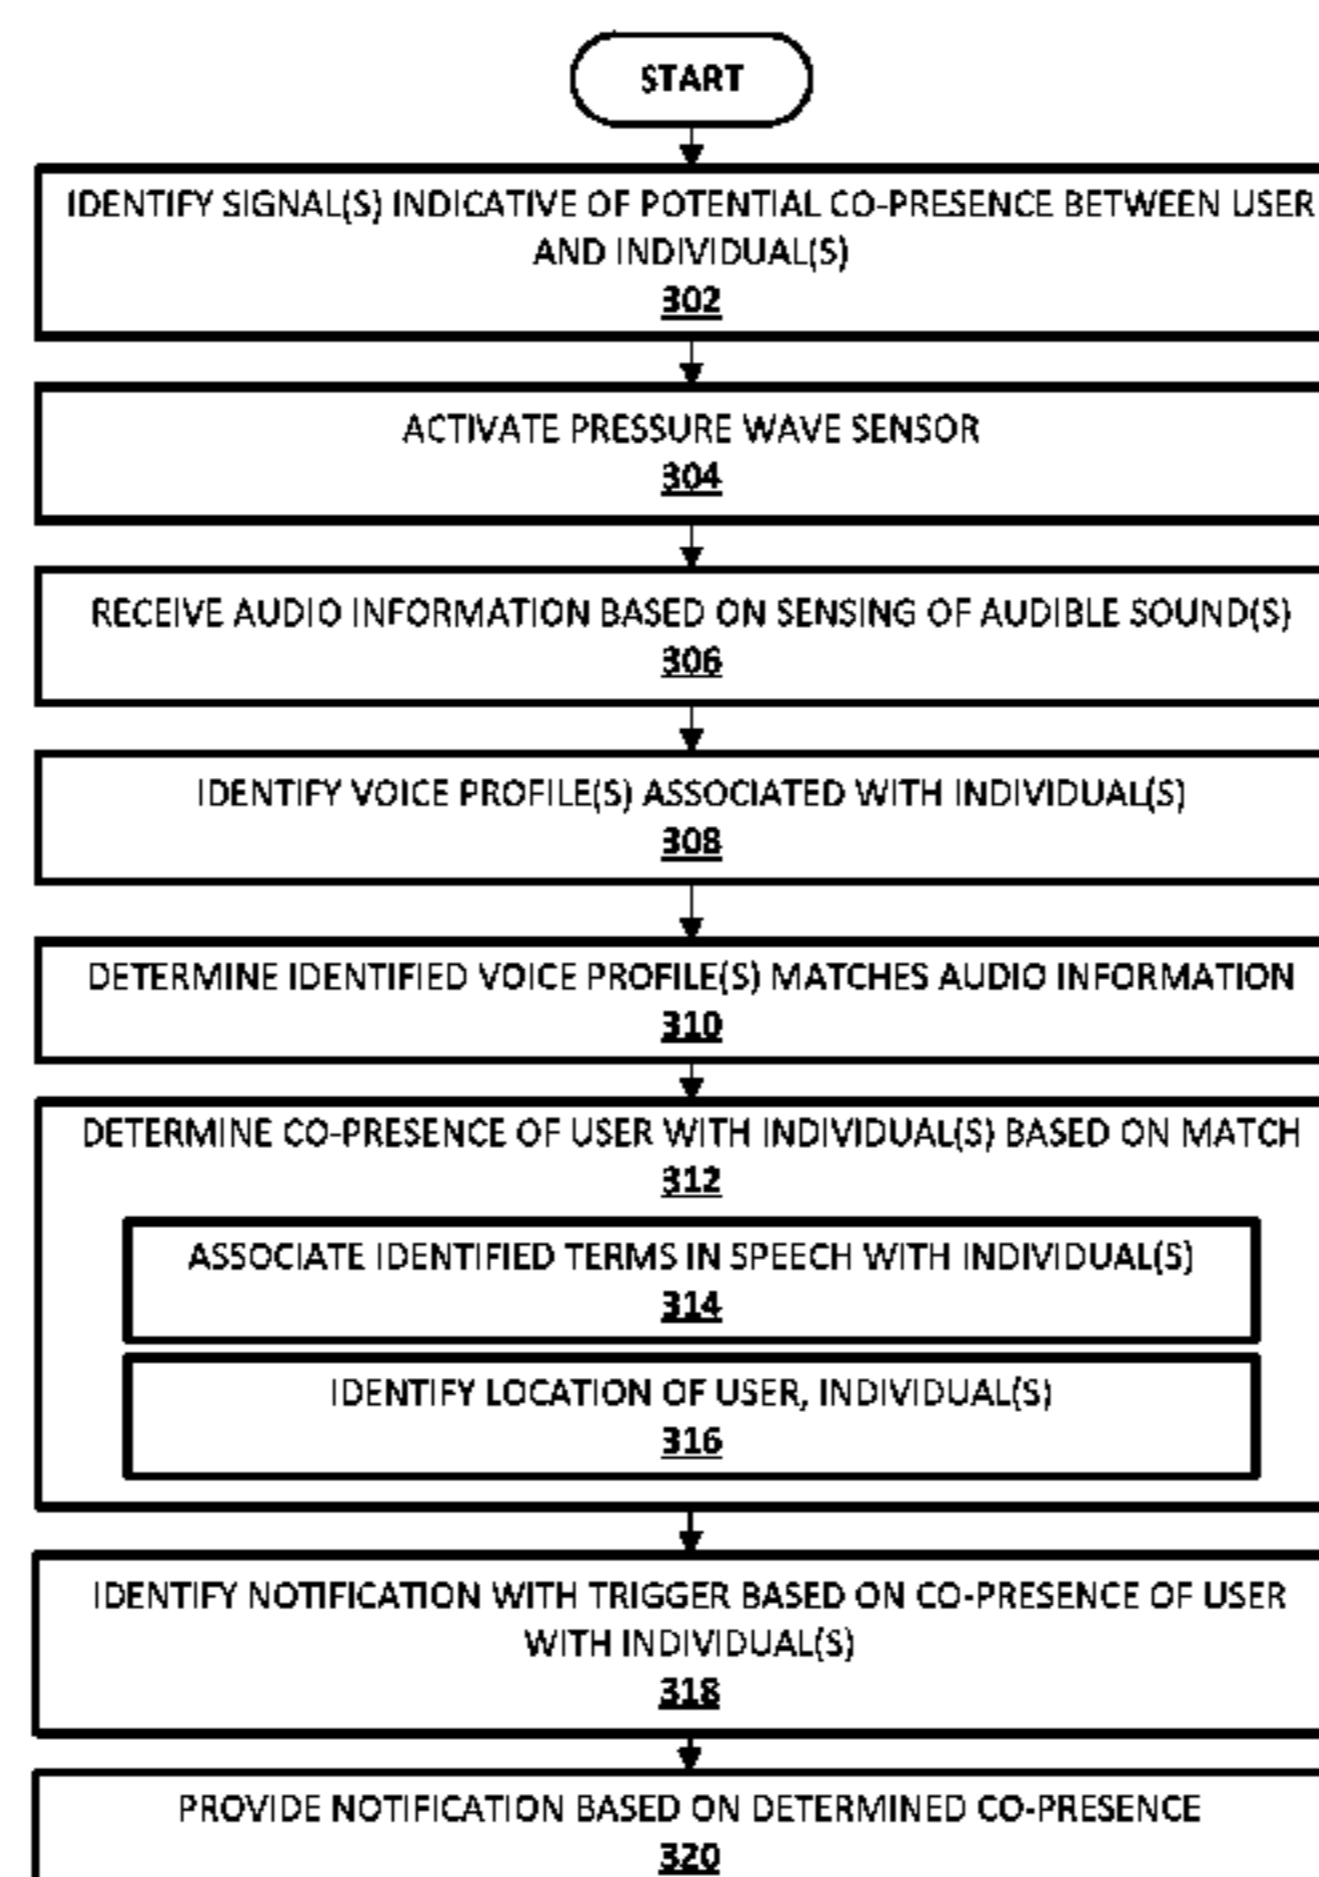 START
IDENTIFY SIGNAL(S) INDICATIVE OF POTENTIAL CO-PRESENCE BETWEEN USER
AND INDIVIDUAL(S)
302
ACTIVATE PRESSURE WAVE SENSOR
304
RECEIVE AUDIO INFORMATION BASED ON SENSING OF AUDIBLE SOUND(S)
306
IDENTIFY VOICE PROFILE(S) ASSOCIATED WITH INDIVIDUAL(S)
308
DETERMINE IDENTIFIED VOICE PROFILE(S) MATCHES AUDIO INFORMATION
310
DETERMINE CO-PRESENCE OF USER WITH INDIVIDUAL(S) BASED ON MATCH
312
ASSOCIATE IDENTIFIED TERMS IN SPEECH WITH INDIVIDUAL(S)
314
IDENTIFY LOCATION OF USER, INDIVIDUAL(S)
316
IDENTIFY NOTIFICATION WITH TRIGGER BASED ON CO-PRESENCE OF USER
WITH INDIVIDUAL(S)
318
PROVIDE NOTIFICATION BASED ON DETERMINED CO-PRESENCE
320